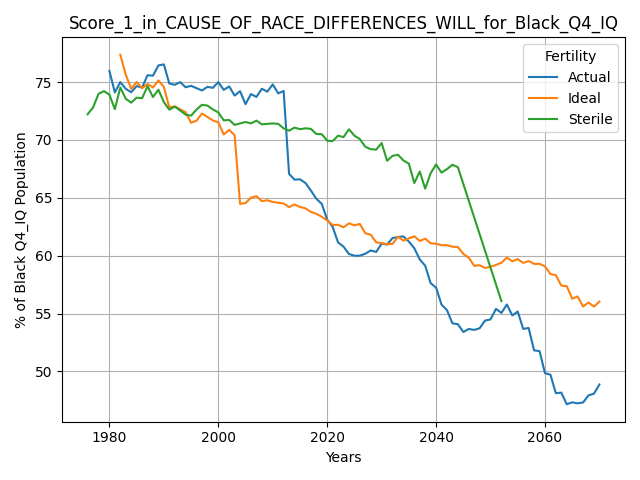 Score_1_in_CAUSE_OF_RACE_DIFFERENCES_WILL_for_Black_Q4_IQ
Fertility
Actual
Ideal
Sterile
% of Black Q4_IQ Population
75
70
65
60
55
50
1980
2000
2020
2040
2060
Years